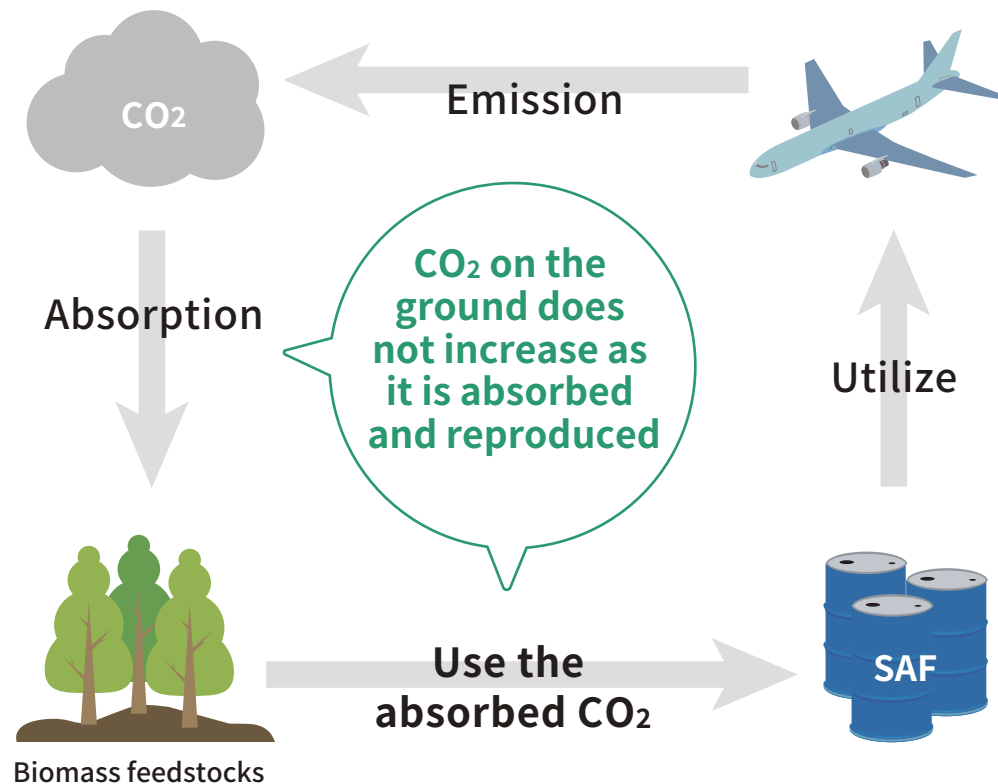 CO2
Emission
Absorption
CO2 on the
ground does
not increase as
it is absorbed
and reproduced
Utilize
Use the
absorbed CO2
SAF
Biomass feedstocks